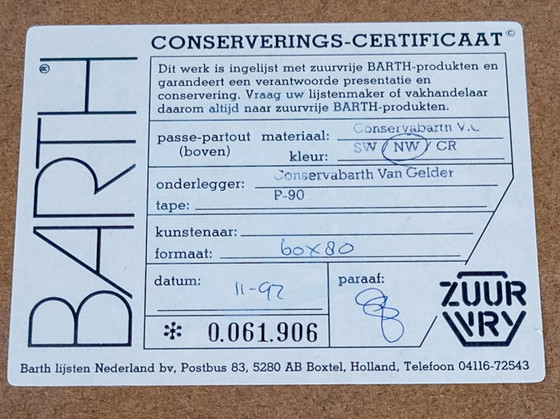 BARTH®
CONSERVERINGS-CERTIFICAAT©
Dit werk is ingelijst met zuurvrije BARTH-produkten en
garandeert een verantwoorde presentatie en
conservering. Vraag uw lijstenmaker of vakhandelaar
daarom altijd naar zuurvrije BARTH-produkten.
passe-partout materiaal: Conservabarth V.G
(boven) kleur: SW / NW / CR
onderlegger: Conservabarth Van Gelder
tape: P-90
kunstenaar:
formaat: 60x80
datum: 11-92
paraaf:
* 0.061.906
ZUUR
VRY
Barth lijsten Nederland bv, Postbus 83, 5280 AB Boxtel, Holland, Telefoon 04116-72543